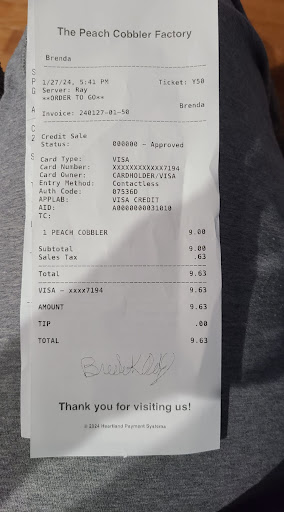 The Peach Cobbler Factory
Brenda
1/27/24, 5:41 PM Ticket: Y50
Server: Ray
**ORDER TO GO**
Brenda
Invoice: 240127-01-50
Credit Sale
Status: 000000 - Approved
Card Type: VISA
Card Number: XXXXXXXXXXXX7194
Card Owner: CARDHOLDER/VISA
Entry Method: Contactless
Auth Code: 07536D
APPLAB: VISA CREDIT
AID: A0000000031010
TC:
1 PEACH COBBLER 9.00
Subtotal 9.00
Sales Tax .63
Total 9.63
VISA - xxxx7194 9.63
AMOUNT 9.63
TIP .00
TOTAL 9.63
Thank you for visiting us!
© 2024 Heartland Payment Systems